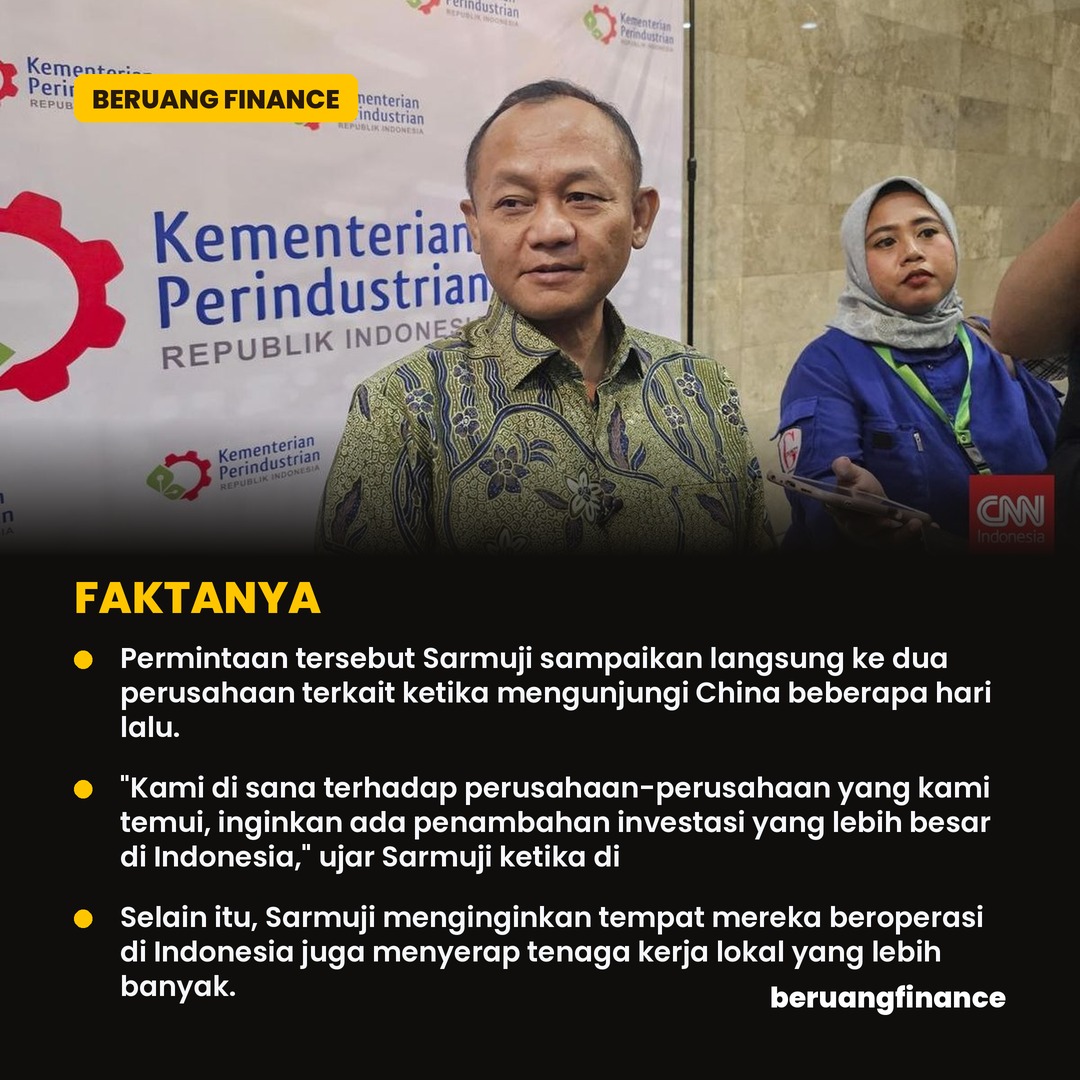 Perindustrian
REPUBLIK INDONESIA
Kementerian
Perindustrian
REPUBLIK INDONESIA
Kementerian
BERUANG FINANCE
Kementerian
Perindustrian
REPUBLIK INDONESIA
Kementerian
Perindustrian
REPUBLIK INDONESIA
CNN
Indonesia
FAKTANYA
Permintaan tersebut Sarmuji sampaikan langsung ke dua
perusahaan terkait ketika mengunjungi China beberapa hari
lalu.
"Kami di sana terhadap perusahaan-perusahaan yang kami
temui, inginkan ada penambahan investasi yang lebih besar
di Indonesia," ujar Sarmuji ketika di
Selain itu, Sarmuji menginginkan tempat mereka beroperasi
di Indonesia juga menyerap tenaga kerja lokal yang lebih
banyak.
beruangfinance